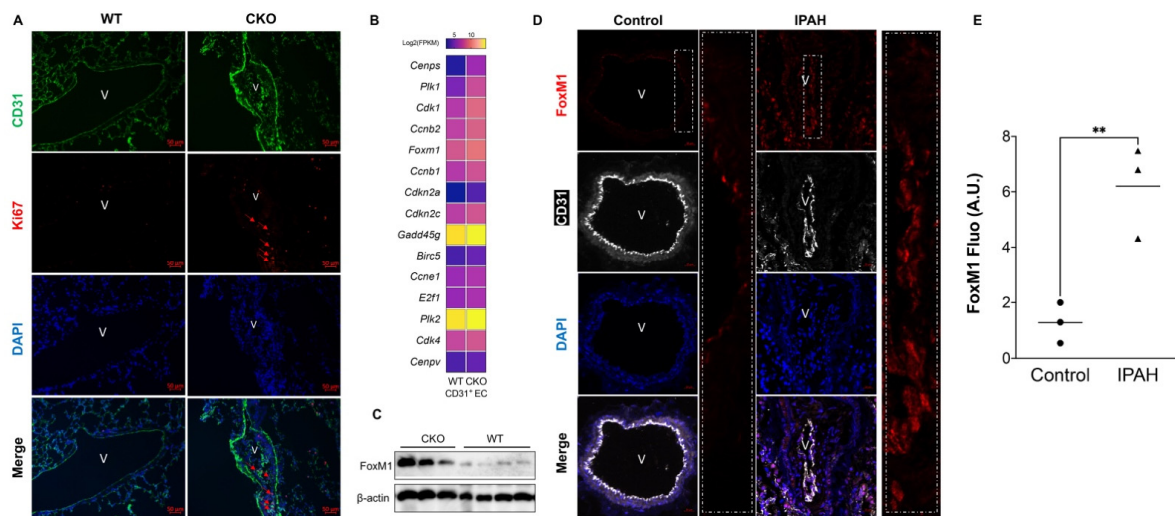 A
WT
CKO
CD31
V
V
Ki67
V
V
DAPI
V
V
Merge
V
V
B
Log2(FPKM)
5 10
Cenps
Plk1
Cdk1
Ccnb2
Foxm1
Ccnb1
Cdkn2a
Cdkn2c
Gadd45g
Birc5
Ccne1
E2f1
Plk2
Cdk4
Cenpv
WT CKO
CD31⁺ EC
C
CKO WT
FoxM1
β-actin
D
Control IPAH
FoxM1
V
V
CD31
V
V
DAPI
V
V
Merge
V
V
E
FoxM1 Fluo (A.U.)
8
6
4
2
0
**
Control IPAH